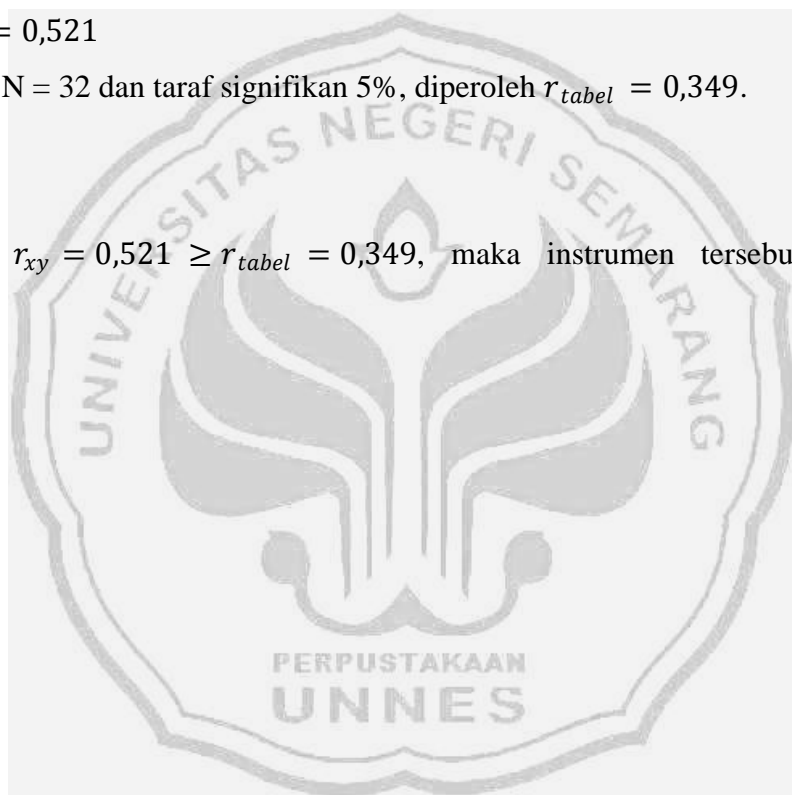 = 0,521
N = 32 dan taraf signifikan 5%, diperoleh r_tabel = 0,349.
r_xy = 0,521 ≥ r_tabel = 0,349, maka instrumen tersebu
UNIVERSITAS NEGERI SEMARANG
PERPUSTAKAAN
UNNES